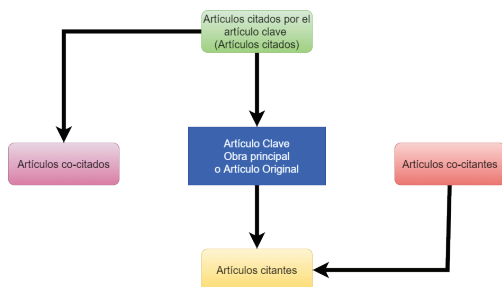 Artículos citados por el
artículo clave
(Artículos citados)
Artículos co-citados
Artículo Clave
Obra principal
o Artículo Original
Artículos co-citantes
Artículos citantes